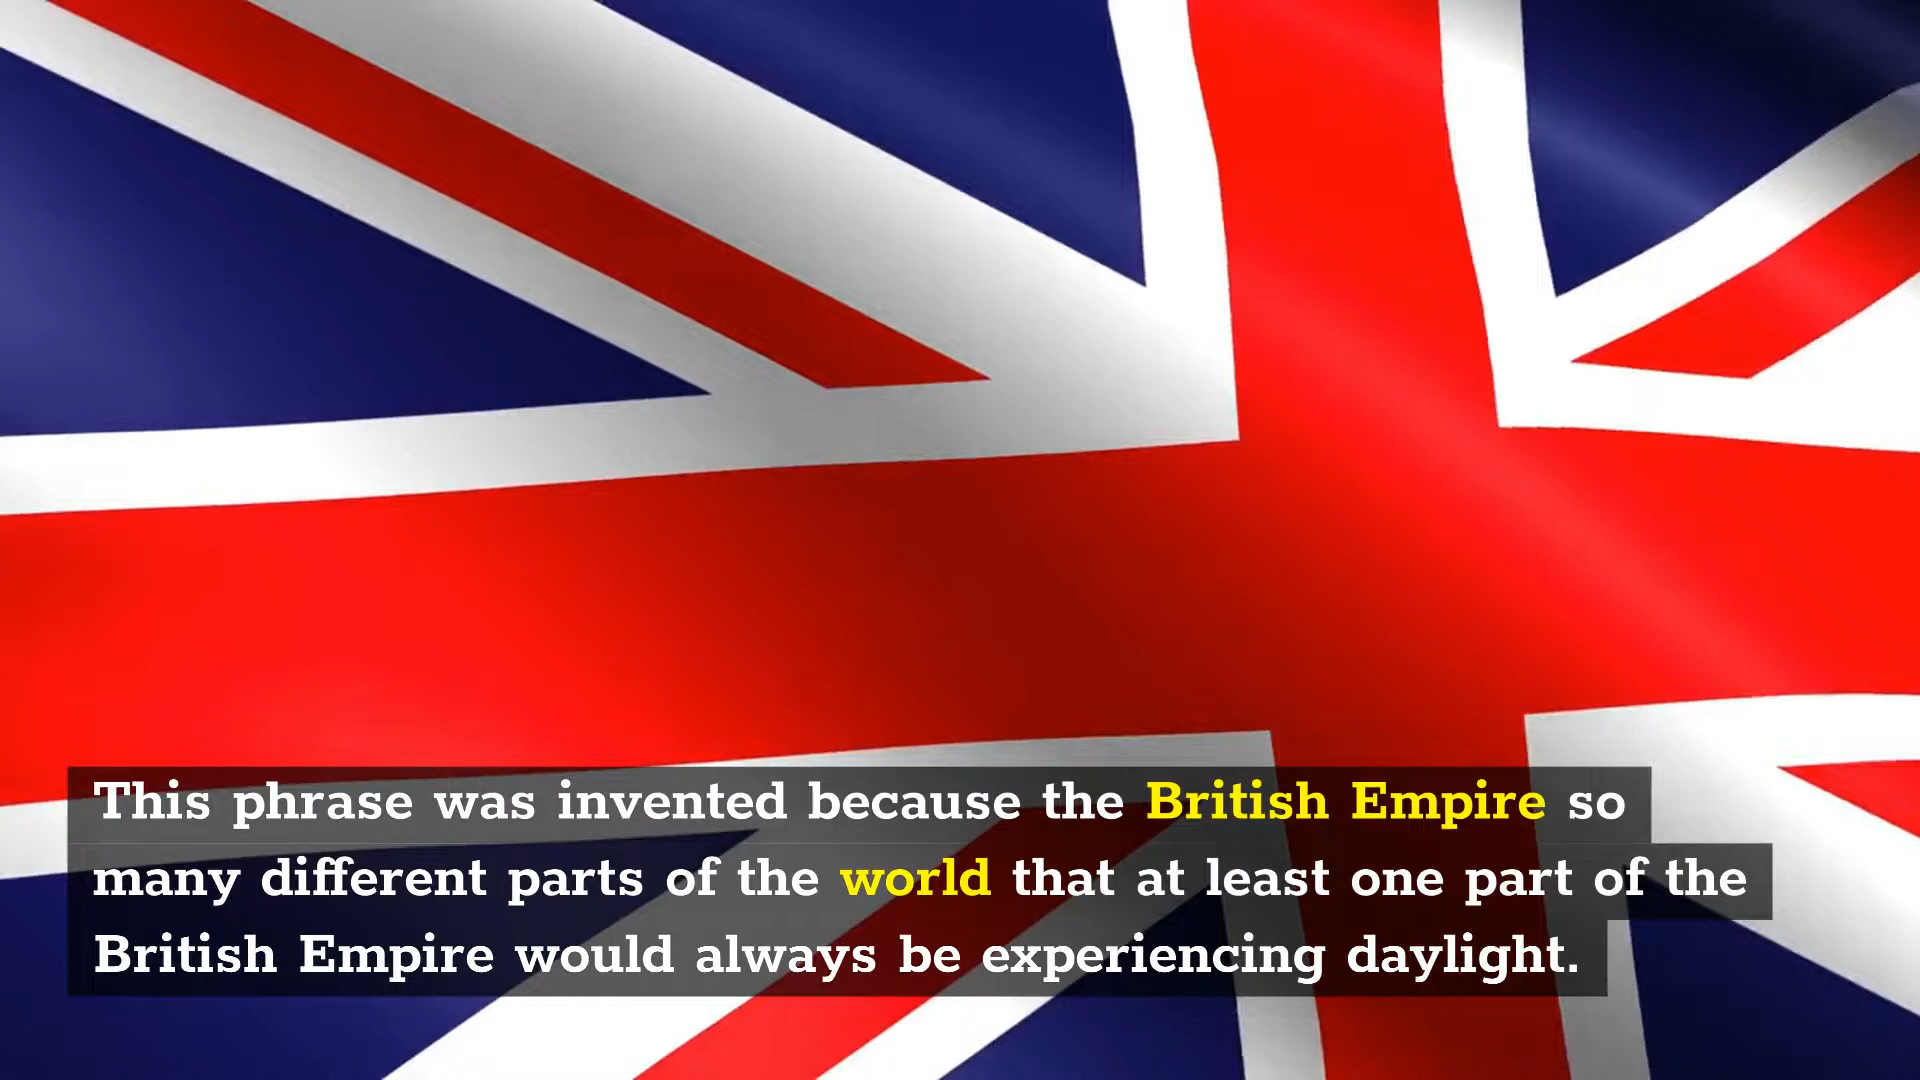 This phrase was invented because the British Empire so
many different parts of the world that at least one part of the
British Empire would always be experiencing daylight.